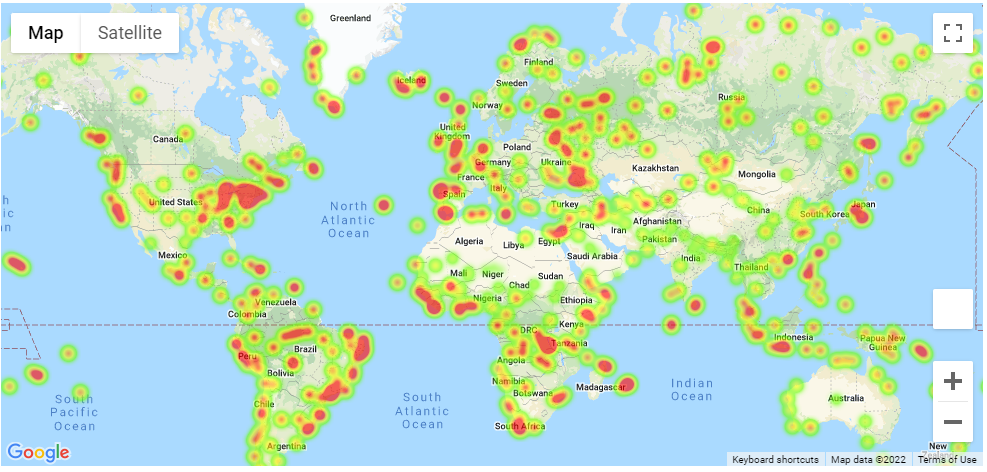 Map Satellite
Greenland
Iceland
Finland
Sweden
Norway
Russia
Canada
United
Kingdom
Poland
Germany
Ukraine
France
Kazakhstan
Mongolia
Italy
Spain
United States
Turkey
China
South Korea
Japan
North
Atlantic
Ocean
Afghanistan
Iraq
Iran
Algeria
Libya
Egypt
Pakistan
Saudi Arabia
India
Mexico
Mali
Niger
Sudan
Chad
Thailand
Nigeria
Ethiopia
Venezuela
Colombia
Kenya
DRC
Tanzania
Indonesia
Papua New
Guinea
Brazil
Peru
Angola
Bolivia
Namibia
Botswana
Madagascar
Indian
Ocean
South
Pacific
Ocean
South
Atlantic
Ocean
Australia
Chile
South Africa
Argentina
New
Zealand
Google
Keyboard shortcuts Map data ©2022 Terms of Use